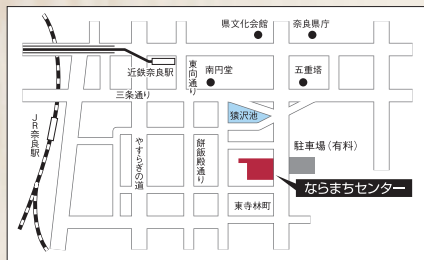 県文化会館
奈良県庁
近鉄奈良駅
東向通り
南円堂
五重塔
三条通り
猿沢池
JR奈良駅
やすらぎの道
餅飯殿通り
駐車場(有料)
ならまちセンター
東寺林町